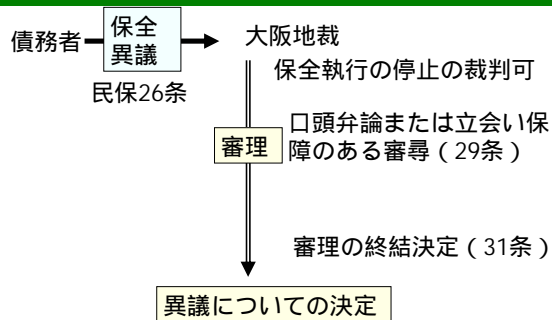 債務者
保全
異議
民保26条
大阪地裁
保全執行の停止の裁判可
審理
口頭弁論または立会い保
障のある審尋（29条）
審理の終結決定（31条）
異議についての決定